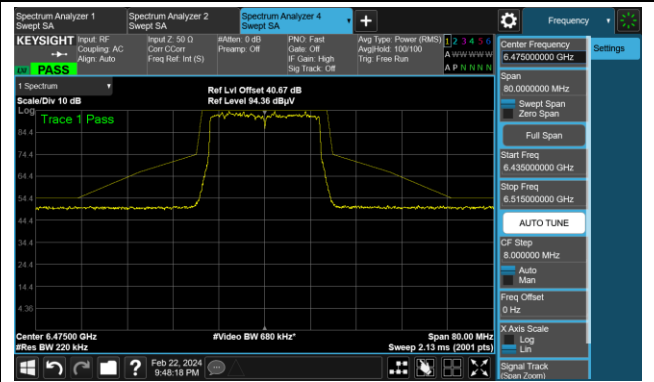 Spectrum Analyzer 1
Swept SA
Spectrum Analyzer 2
Swept SA
Spectrum Analyzer 4
Swept SA
Frequency
KEYSIGHT
Input: RF
Coupling: AC
Align: Auto
Input Z: 50 Ω
Corr CCorr
Freq Ref: Int (S)
#Atten: 0 dB
Preamp: Off
PNO: Fast
Gate: Off
IF Gain: High
Sig Track: Off
Avg Type: Power (RMS)
Avg|Hold: 100/100
Trig: Free Run
1 2 3 4 5 6
A W W W W W
A P N N N N
PASS
1 Spectrum
Scale/Div 10 dB
Ref Lvl Offset 40.67 dB
Ref Level 94.36 dBµV
Log
Trace 1 Pass
84.4
74.4
64.4
54.4
44.4
34.4
24.4
14.4
4.36
Center 6.47500 GHz
#Res BW 220 kHz
#Video BW 680 kHz*
Span 80.00 MHz
Sweep 2.13 ms (2001 pts)
Feb 22, 2024
9:48:18 PM
Center Frequency
6.475000000 GHz
Settings
Span
80.0000000 MHz
Swept Span
Zero Span
Full Span
Start Freq
6.435000000 GHz
Stop Freq
6.515000000 GHz
AUTO TUNE
CF Step
8.000000 MHz
Auto
Man
Freq Offset
0 Hz
X Axis Scale
Log
Lin
Signal Track
(Span Zoom)